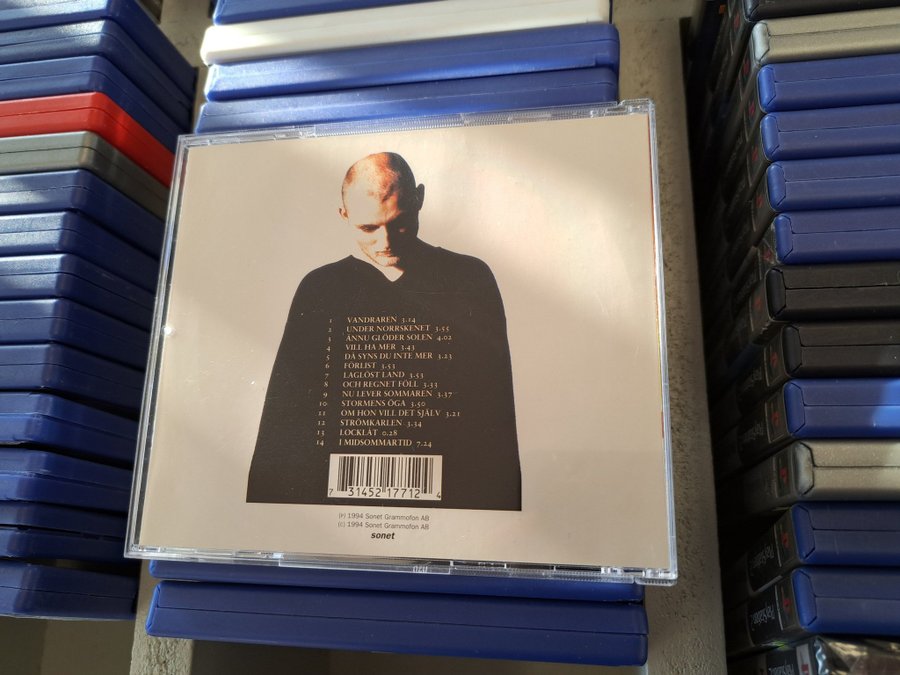 1 VANDRAREN 3.14
2 UNDER NORRSKENET 3.55
3 ÄNNU GLÖDER SOLEN 4.02
4 VILL HA MER 3.43
5 DÅ SYNS DU INTE MER 3.23
6 FÖRLIST 3.53
7 LAGLÖST LAND 3.53
8 OCH REGNET FÖLL 3.33
9 NU LEVER SOMMAREN 3.37
10 STORMENS ÖGA 3.50
11 OM HON VILL DET SJÄLV 3.21
12 STRÖMKARLEN 3.34
13 LOCKLÅT 0.28
14 I MIDSOMMARTID 7.24
7 31452 17712 4
(P) 1994 Sonet Grammofon AB
(C) 1994 Sonet Grammofon AB
sonet
PlayStation
PlayStation